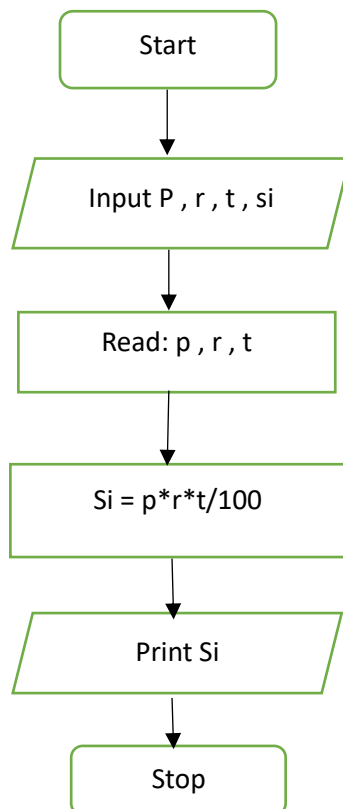 Start
Input P , r , t , si
Read: p , r , t
Si = p*r*t/100
Print Si
Stop